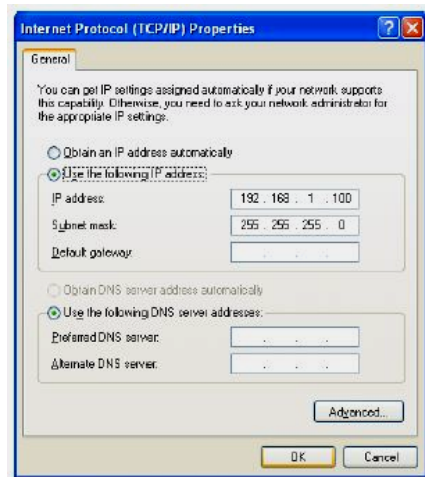 Internet Protocol (TCP/IP) Properties
General
You can get IP settings assigned automatically if your network supports
this capability. Otherwise, you need to ask your network administrator for
the appropriate IP settings.
Obtain an IP address automatically
Use the following IP address:
IP address: 192 . 168 . 1 . 100
Subnet mask: 255 . 255 . 255 . 0
Default gateway: . . .
Obtain DNS server address automatically
Use the following DNS server addresses:
Preferred DNS server: . . .
Alternate DNS server: . . .
Advanced...
OK Cancel